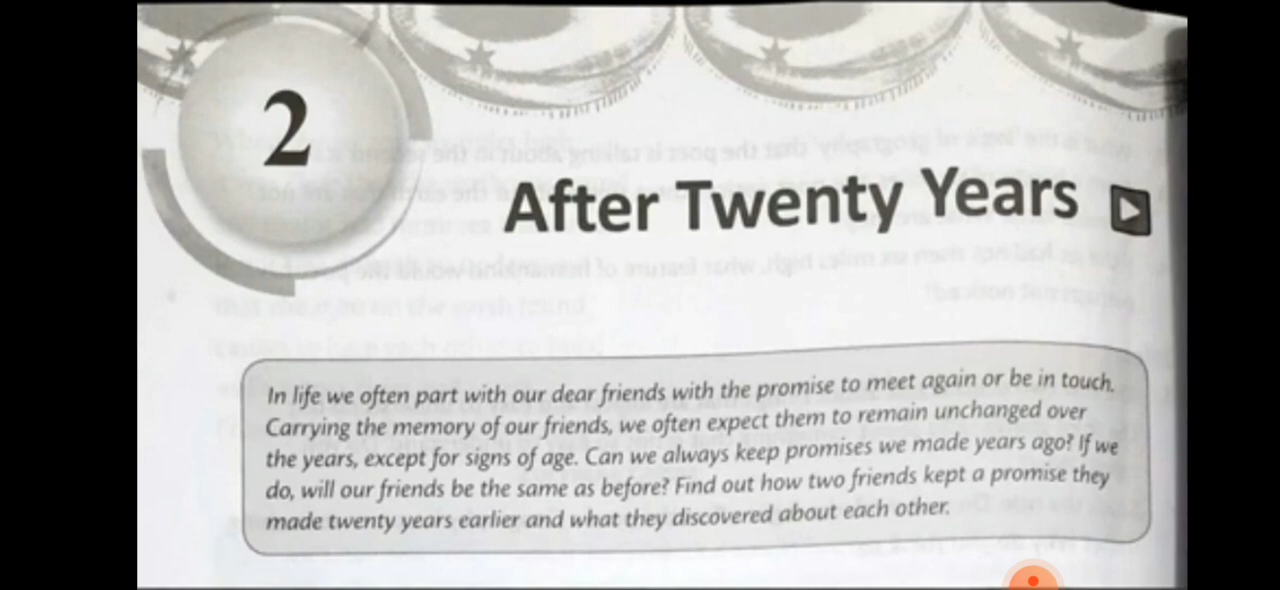 2
After Twenty Years
In life we often part with our dear friends with the promise to meet again or be in touch.
Carrying the memory of our friends, we often expect them to remain unchanged over
the years, except for signs of age. Can we always keep promises we made years ago? If we
do, will our friends be the same as before? Find out how two friends kept a promise they
made twenty years earlier and what they discovered about each other.